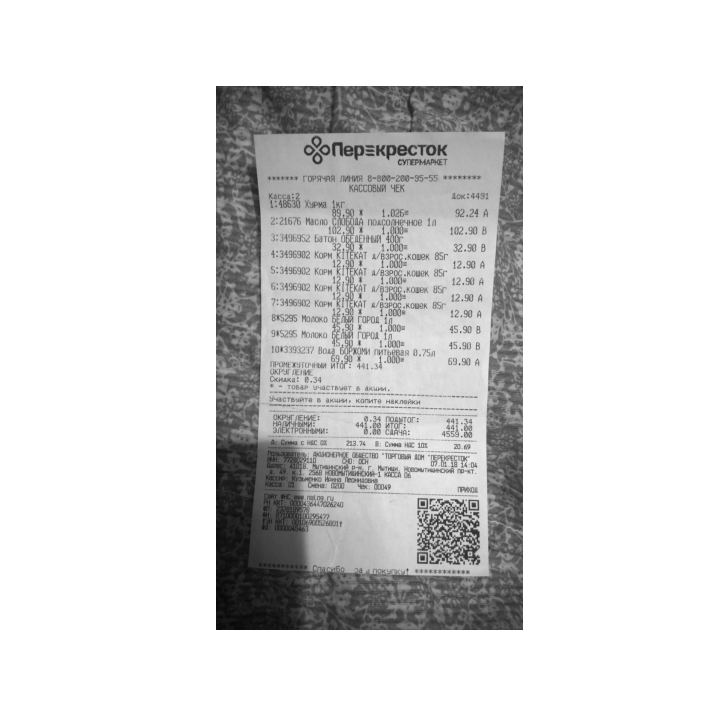 Перекресток
СУПЕРМАРКЕТ
******* ГОРЯЧАЯ ЛИНИЯ 8-800-200-95-55 ********
КАССОВЫЙ ЧЕК
Касса:2 Док:4491
1:48630 Хурма 1кг
89.90 * 1.026= 92.24 А
2:21676 Масло СЛОБОДА подсолнечное 1л
102.90 * 1.000= 102.90 В
3:3496952 Батон ОБЕДЕННЫЙ 400г
32.90 * 1.000= 32.90 В
4:3496902 Корм KITEKAT д/взрос.кошек 85г
12.90 * 1.000= 12.90 А
5:3496902 Корм KITEKAT д/взрос.кошек 85г
12.90 * 1.000= 12.90 А
6:3496902 Корм KITEKAT д/взрос.кошек 85г
12.90 * 1.000= 12.90 А
7:3496902 Корм KITEKAT д/взрос.кошек 85г
12.90 * 1.000= 12.90 А
8*5295 Молоко БЕЛЫЙ ГОРОД 1л
45.90 * 1.000= 45.90 В
9*5295 Молоко БЕЛЫЙ ГОРОД 1л
45.90 * 1.000= 45.90 В
10*3393237 Вода БОРЖОМИ питьевая 0.75л
69.90 * 1.000= 69.90 А
ПРОМЕЖУТОЧНЫЙ ИТОГ: 441.34
ОКРУГЛЕНИЕ
Скидка: 0.34
* - товар участвует в акции.
Участвуйте в акции, копите наклейки
ОКРУГЛЕНИЕ: 0.34 ПОДЫТОГ: 441.34
НАЛИЧНЫМИ: 441.00 ИТОГ: 441.00
ЭЛЕКТРОННЫМИ: 0.00 СДАЧА: 4559.00
А: Сумма с НДС 0% 213.74 В: Сумма НДС 10% 20.69
Пользователь: АКЦИОНЕРНОЕ ОБЩЕСТВО "ТОРГОВЫЙ ДОМ "ПЕРЕКРЕСТОК"
ИНН: 7728029110 СНО: ОСН 07.01.18 14:04
Адрес: Мытищинский р-н, г. Мытищи, Новомытищинский пр-кт,
д. 49, к.1, 2568 НОВОМЫТИЩИНСКИЙ-1 КАССА 06
Кассир: Кузьменко Ирина Леонидовна
Касса: 01 Смена: 0200 Чек: 00049 ПРИХОД
Сайт ФНС www.nalog.ru
РН ККТ: 0000436447026240
*********** Спасибо за покупку! ************